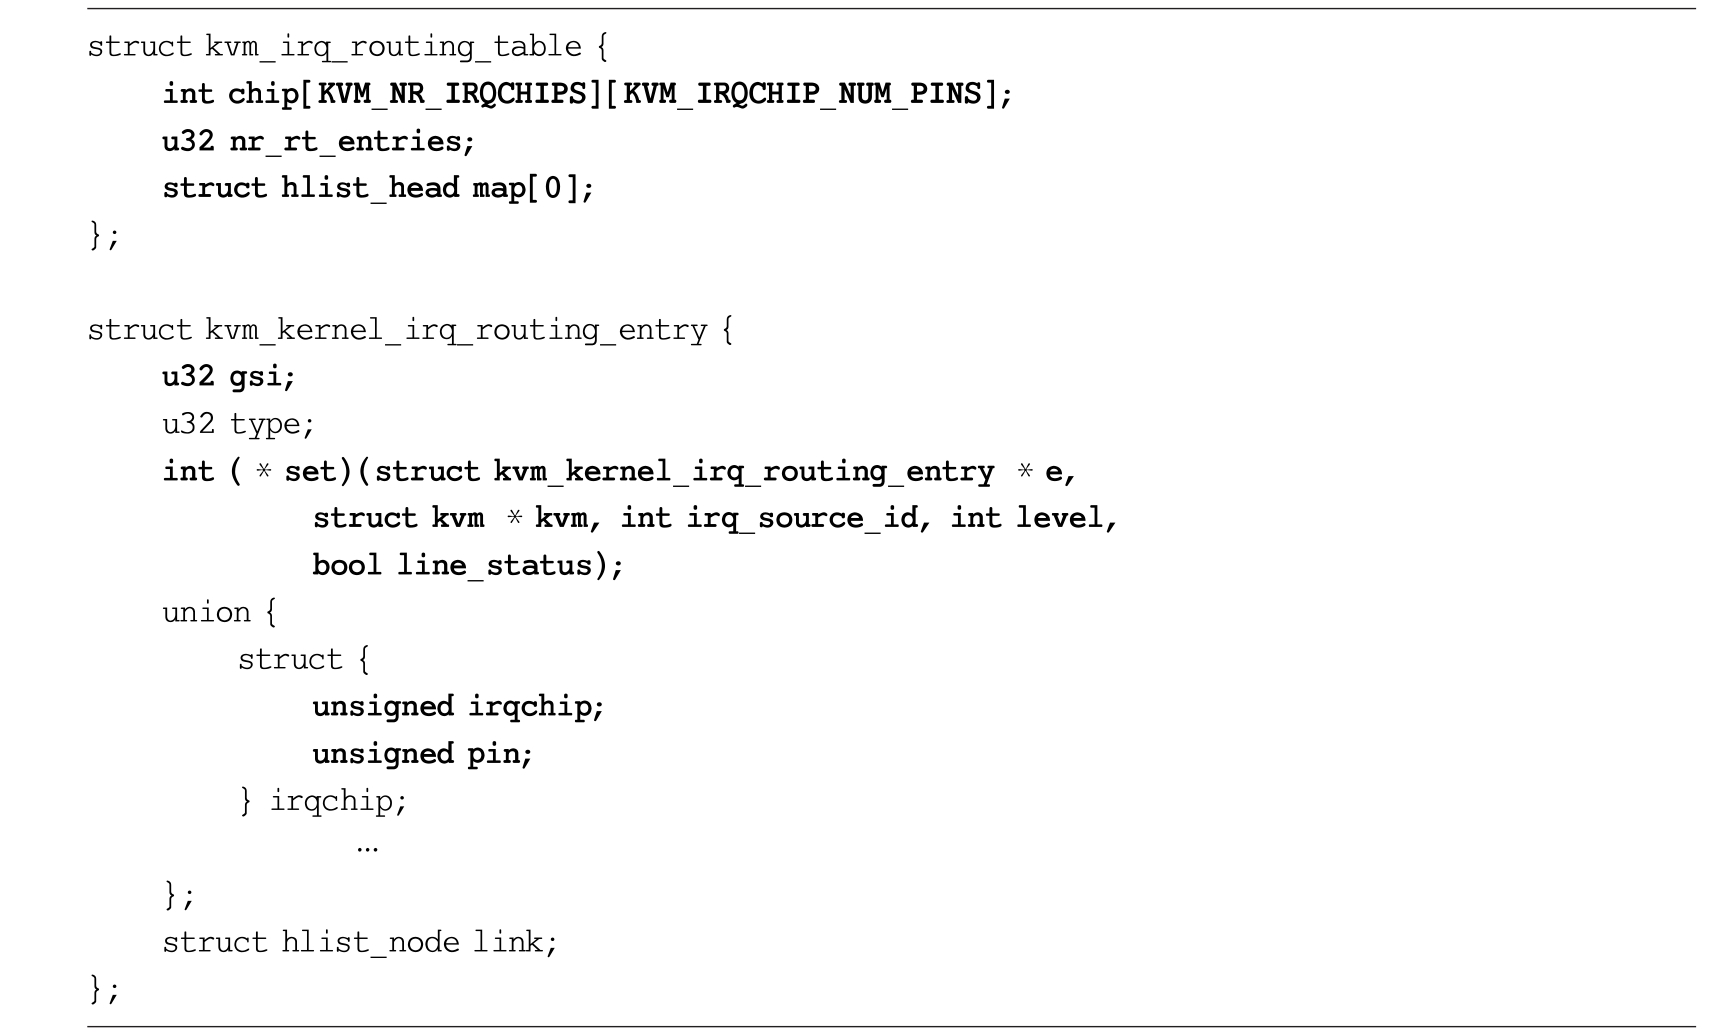 struct kvm_irq_routing_table {
int chip[KVM_NR_IRQCHIPS][KVM_IRQCHIP_NUM_PINS];
u32 nr_rt_entries;
struct hlist_head map[0];
};
struct kvm_kernel_irq_routing_entry {
u32 gsi;
u32 type;
int ( * set)(struct kvm_kernel_irq_routing_entry * e,
struct kvm * kvm, int irq_source_id, int level,
bool line_status);
union {
struct {
unsigned irqchip;
unsigned pin;
} irqchip;
…
};
struct hlist_node link;
};